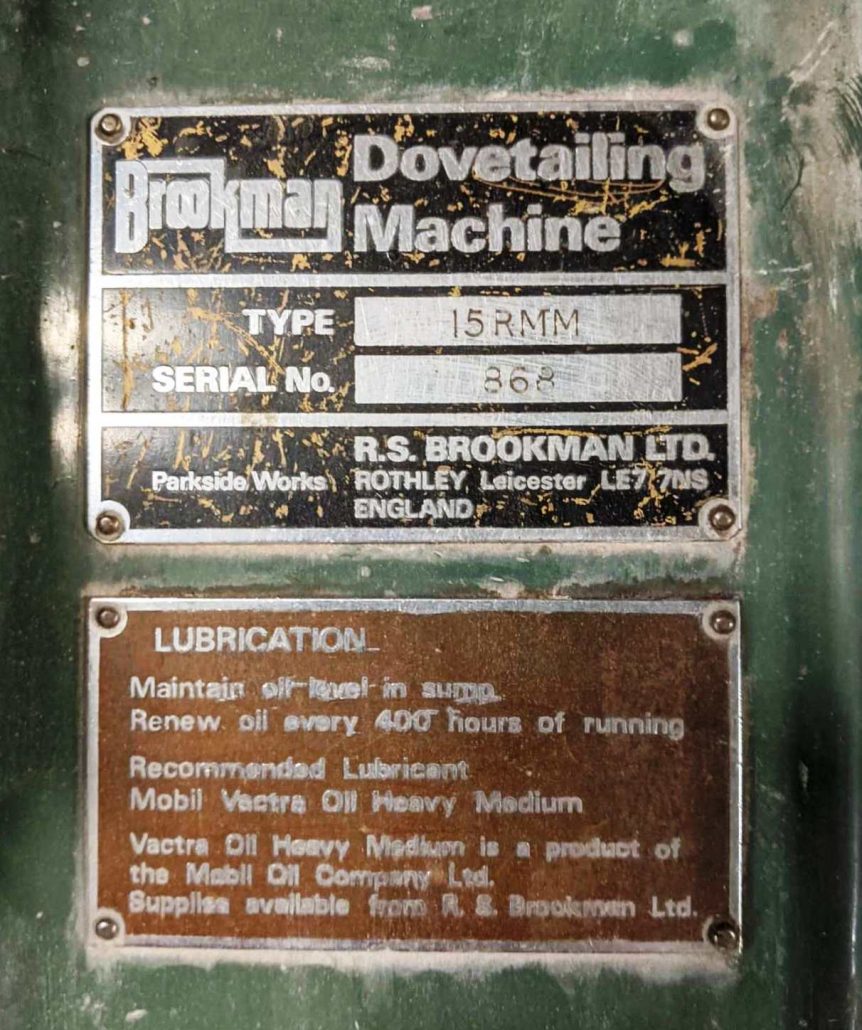 Brookman
Dovetailing
Machine
TYPE 15RMM
SERIAL No. 868
R.S. BROOKMAN LTD.
Parkside Works ROTHLEY Leicester LE7 7NS
ENGLAND
LUBRICATION
Maintain oil level in sump.
Renew oil every 400 hours of running
Recommended Lubricant
Mobil Vactra Oil Heavy Medium
Vactra Oil Heavy Medium is a product of
the Mobil Oil Company Ltd.
Supplies available from R. S. Brookman Ltd.